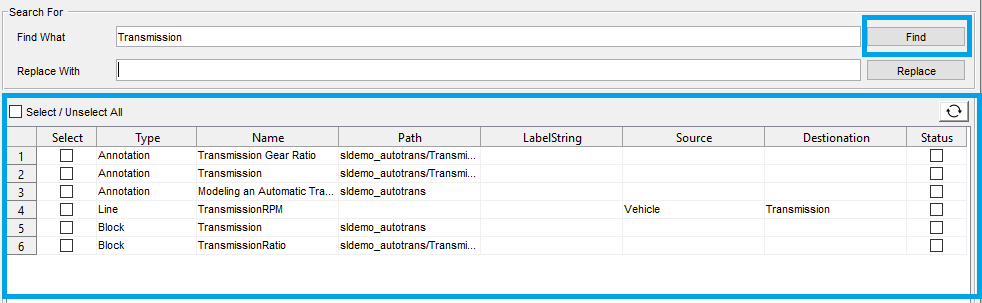 Search For
Find What Transmission Find
Replace With Replace
Select / Unselect All
Select Type Name Path LabelString Source Destionation Status
1 Annotation Transmission Gear Ratio sldemo_autotrans/Transmi...
2 Annotation Transmission sldemo_autotrans/Transmi...
3 Annotation Modeling an Automatic Tra... sldemo_autotrans
4 Line TransmissionRPM Vehicle Transmission
5 Block Transmission sldemo_autotrans
6 Block TransmissionRatio sldemo_autotrans/Transmi...